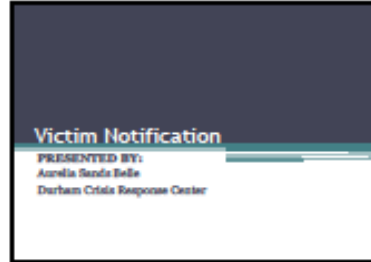 Victim Notification
PRESENTED BY:
Aurelia Sands Belle
Durham Crisis Response Center